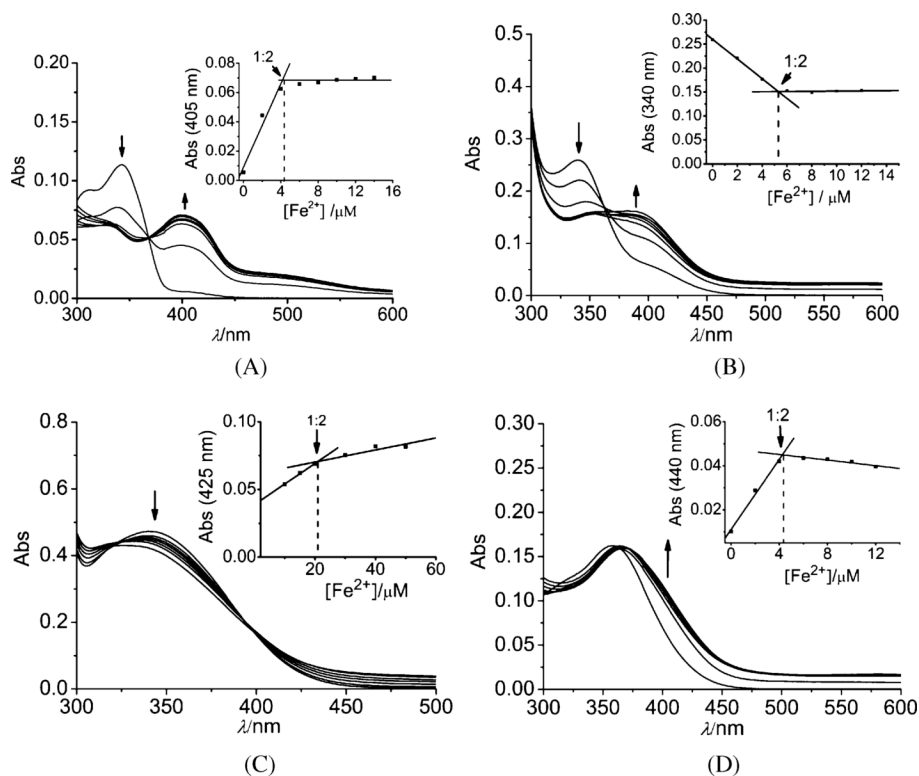 0.20
0.15
0.10
0.05
0.00
Abs
300 400 500 600
λ/nm
0.10
0.08
0.06
0.04
0.02
0.00
Abs (405 nm)
1:2
0 4 8 12 16
[Fe²⁺] /μM
(A)
0.5
0.4
0.3
0.2
0.1
0.0
Abs
300 350 400 450 500 550 600
λ/nm
0.30
0.25
0.20
0.15
0.10
0.05
0.00
Abs (340 nm)
1:2
0 2 4 6 8 10 12 14
[Fe²⁺] / μM
(B)
0.8
0.6
0.4
0.2
0.0
Abs
300 350 400 450 500
λ/nm
0.10
0.05
0.00
Abs (425 nm)
1:2
20 40 60
[Fe²⁺]/μM
(C)
0.30
0.25
0.20
0.15
0.10
0.05
0.00
Abs
300 350 400 450 500 550 600
λ/nm
0.06
0.04
0.02
0.00
Abs (440 nm)
1:2
0 4 8 12
[Fe²⁺]/μM
(D)